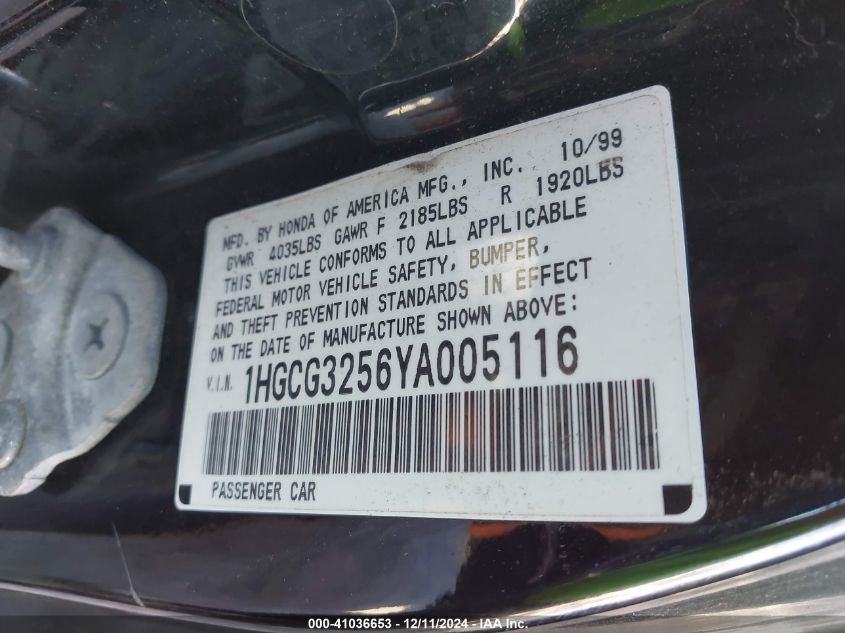 MFD. BY HONDA OF AMERICA MFG., INC. 10/99
GVWR 4035LBS GAWR F 2185LBS R 1920LBS
THIS VEHICLE CONFORMS TO ALL APPLICABLE
FEDERAL MOTOR VEHICLE SAFETY, BUMPER,
AND THEFT PREVENTION STANDARDS IN EFFECT
ON THE DATE OF MANUFACTURE SHOWN ABOVE:
V.I.N. 1HGCG3256YA005116
PASSENGER CAR
000-41036653 - 12/11/2024 - IAA Inc.